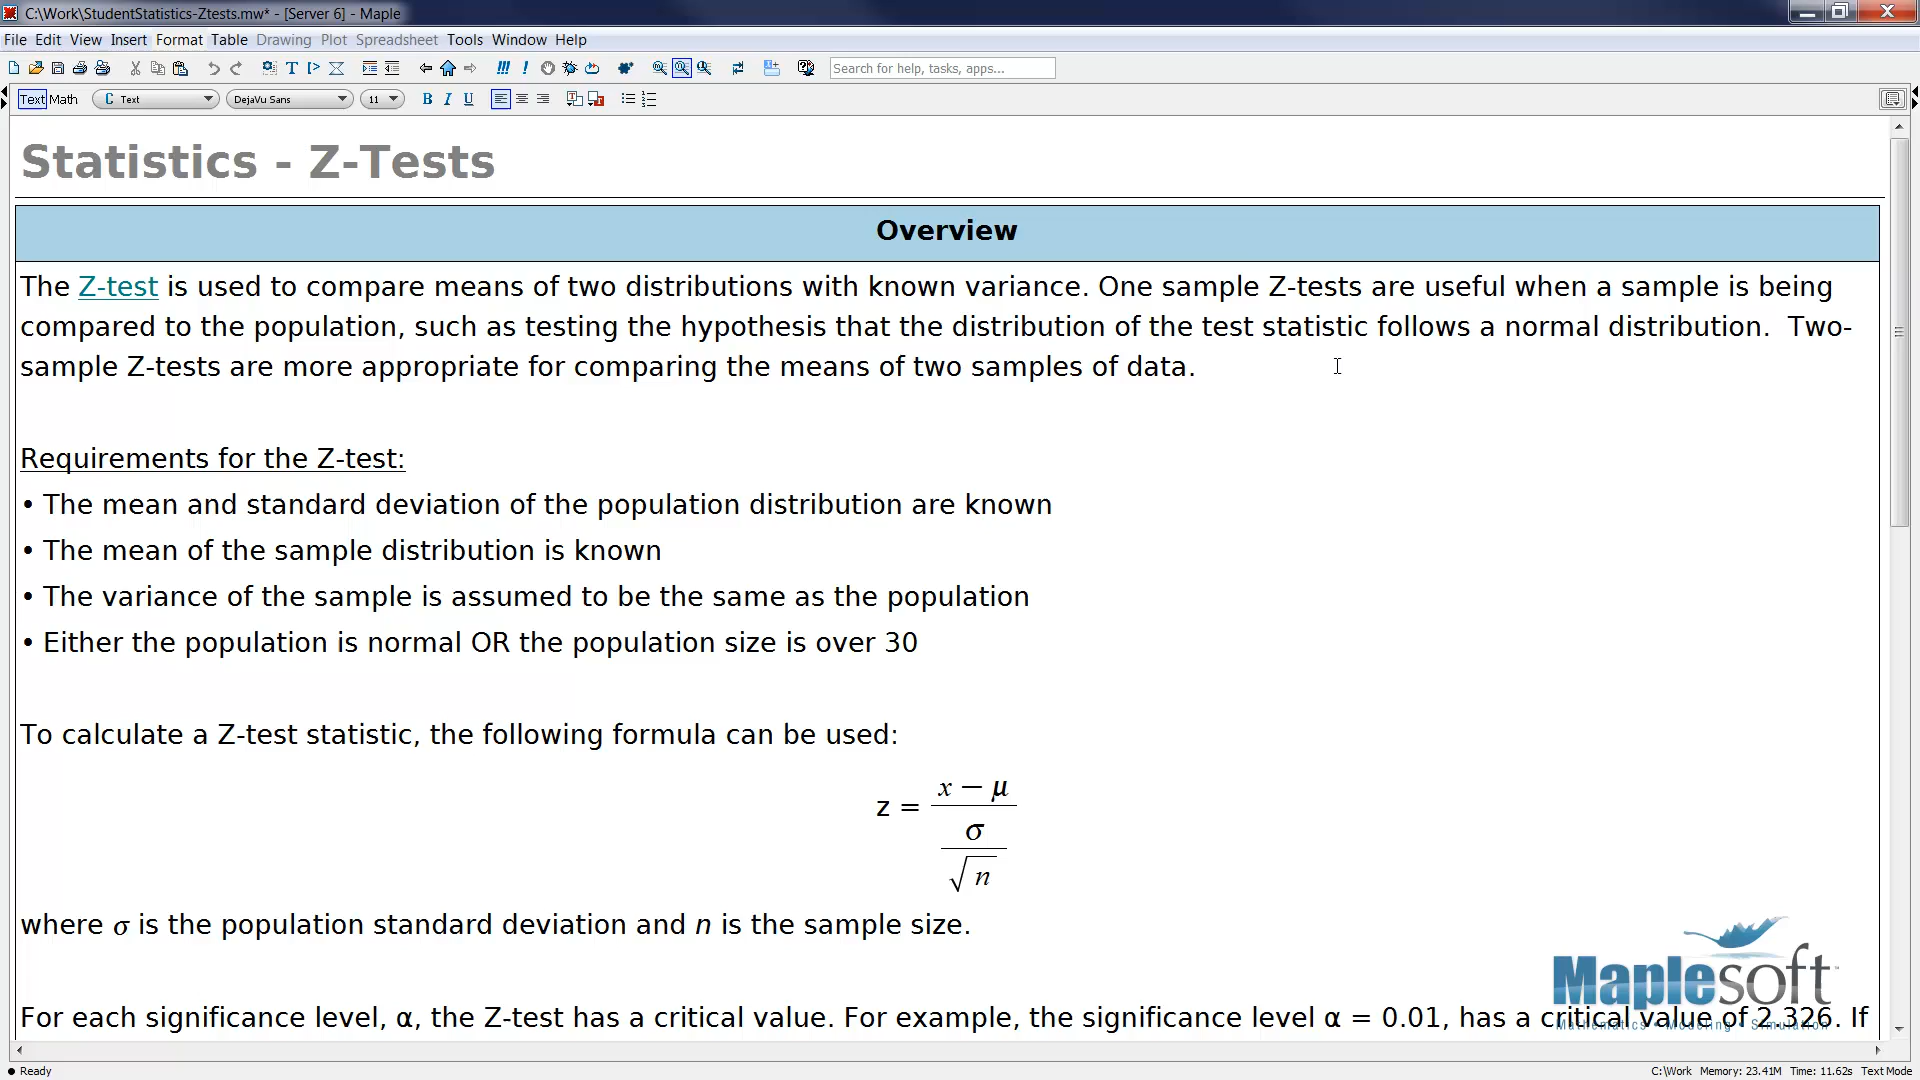 C:\Work\StudentStatistics-Ztests.mw* - [Server 6] - Maple
File Edit View Insert Format Table Drawing Plot Spreadsheet Tools Window Help
Search for help, tasks, apps...
Text Math C Text DejaVu Sans 11 B I U
Statistics - Z-Tests
Overview
The Z-test is used to compare means of two distributions with known variance. One sample Z-tests are useful when a sample is being
compared to the population, such as testing the hypothesis that the distribution of the test statistic follows a normal distribution.  Two-
sample Z-tests are more appropriate for comparing the means of two samples of data.
Requirements for the Z-test:
• The mean and standard deviation of the population distribution are known
• The mean of the sample distribution is known
• The variance of the sample is assumed to be the same as the population
• Either the population is normal OR the population size is over 30
To calculate a Z-test statistic, the following formula can be used:
z = (x − μ) / (σ / √n)
where σ is the population standard deviation and n is the sample size.
Maplesoft
Mathematics • Modeling • Simulation
For each significance level, α, the Z-test has a critical value. For example, the significance level α = 0.01, has a critical value of 2.326. If
Ready C:\Work Memory: 23.41M Time: 11.62s Text Mode